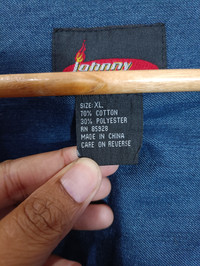 Johnny
SIZE: XL
70% COTTON
30% POLYESTER
RN 85928
MADE IN CHINA
CARE ON REVERSE